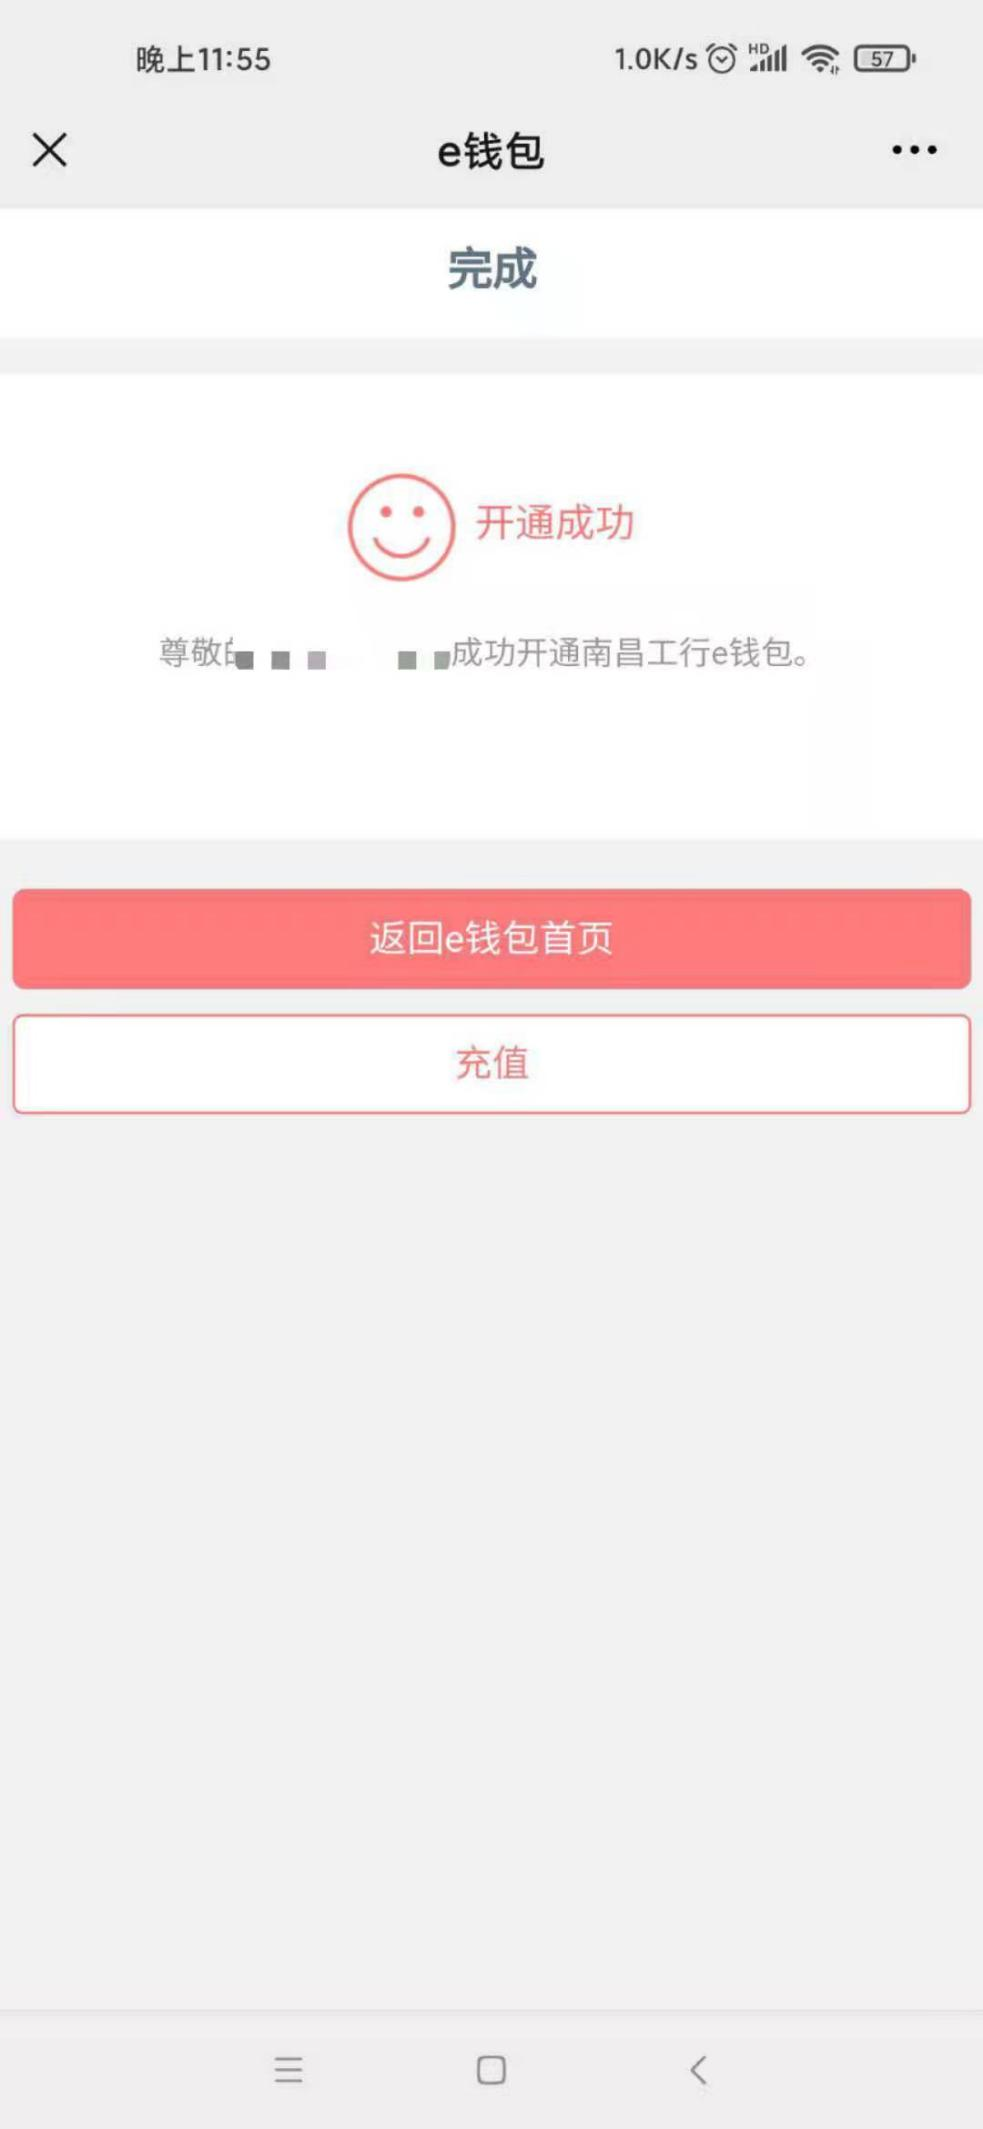 晚上11:55
1.0K/s HD 57
e钱包
完成
开通成功
尊敬 成功开通南昌工行e钱包。
返回e钱包首页
充值